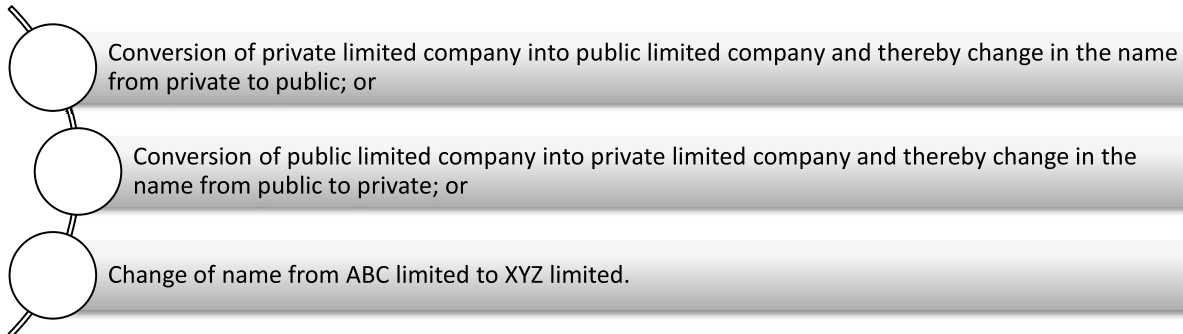 Conversion of private limited company into public limited company and thereby change in the name
from private to public; or
Conversion of public limited company into private limited company and thereby change in the
name from public to private; or
Change of name from ABC limited to XYZ limited.